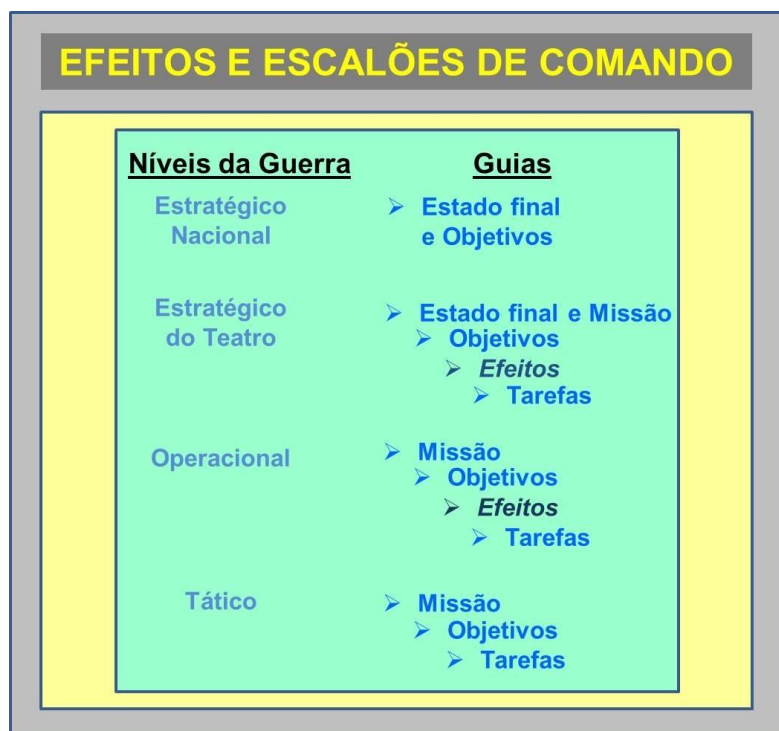 EFEITOS E ESCALÕES DE COMANDO
Níveis da Guerra Guias
Estratégico
Nacional
➢ Estado final
e Objetivos
Estratégico
do Teatro
➢ Estado final e Missão
➢ Objetivos
➢ Efeitos
➢ Tarefas
Operacional
➢ Missão
➢ Objetivos
➢ Efeitos
➢ Tarefas
Tático
➢ Missão
➢ Objetivos
➢ Tarefas